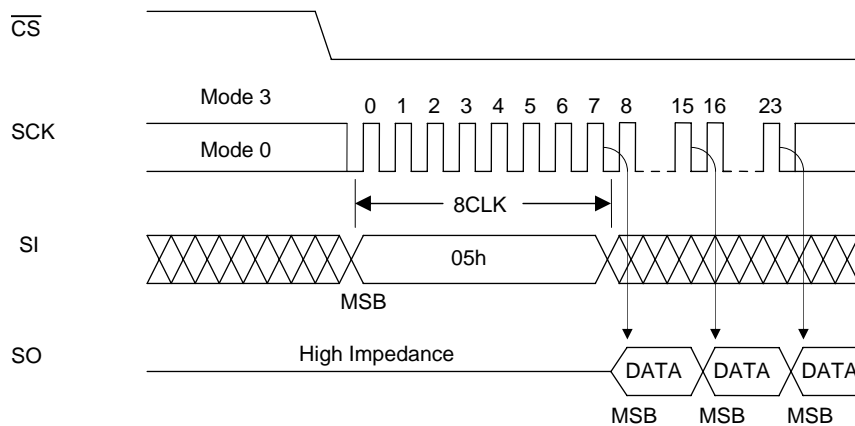 CS
Mode 3
0 1 2 3 4 5 6 7 8 15 16 23
SCK
Mode 0
8CLK
SI
05h
MSB
SO
High Impedance
DATA DATA DATA
MSB MSB MSB